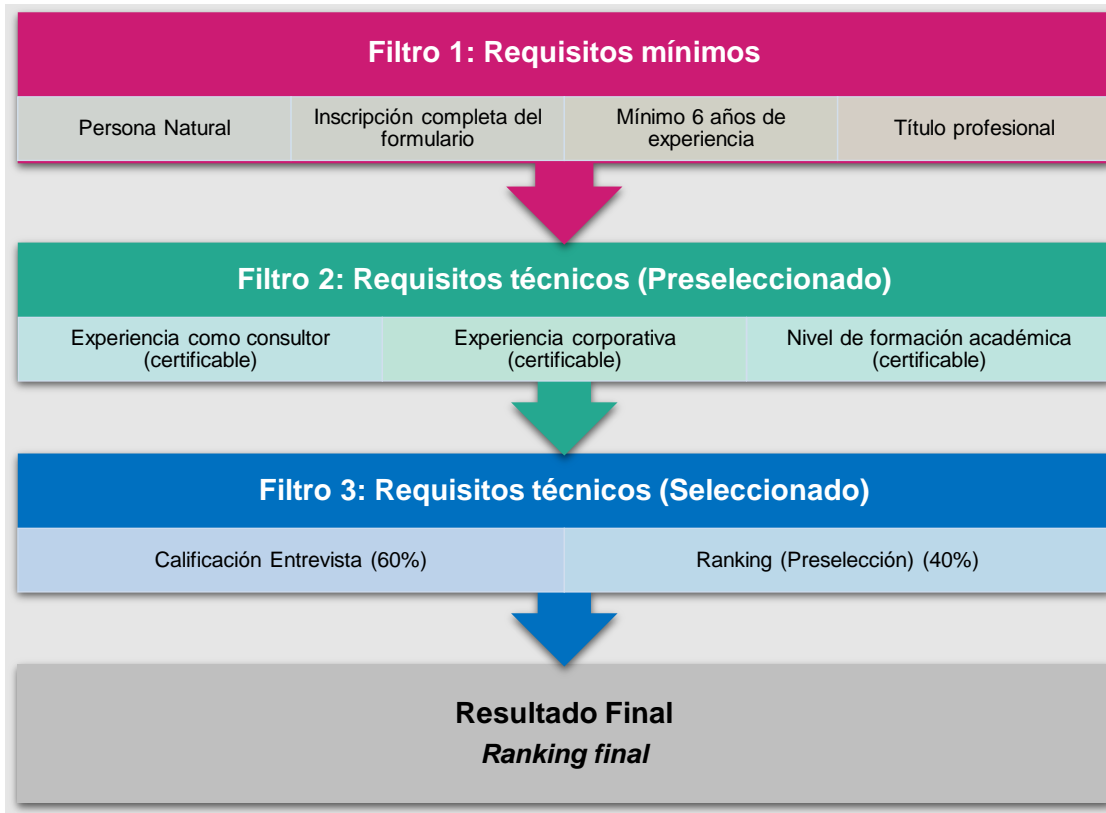 Filtro 1: Requisitos mínimos
Persona Natural
Inscripción completa del
formulario
Mínimo 6 años de
experiencia
Título profesional
Filtro 2: Requisitos técnicos (Preseleccionado)
Experiencia como consultor
(certificable)
Experiencia corporativa
(certificable)
Nivel de formación académica
(certificable)
Filtro 3: Requisitos técnicos (Seleccionado)
Calificación Entrevista (60%)
Ranking (Preselección) (40%)
Resultado Final
Ranking final